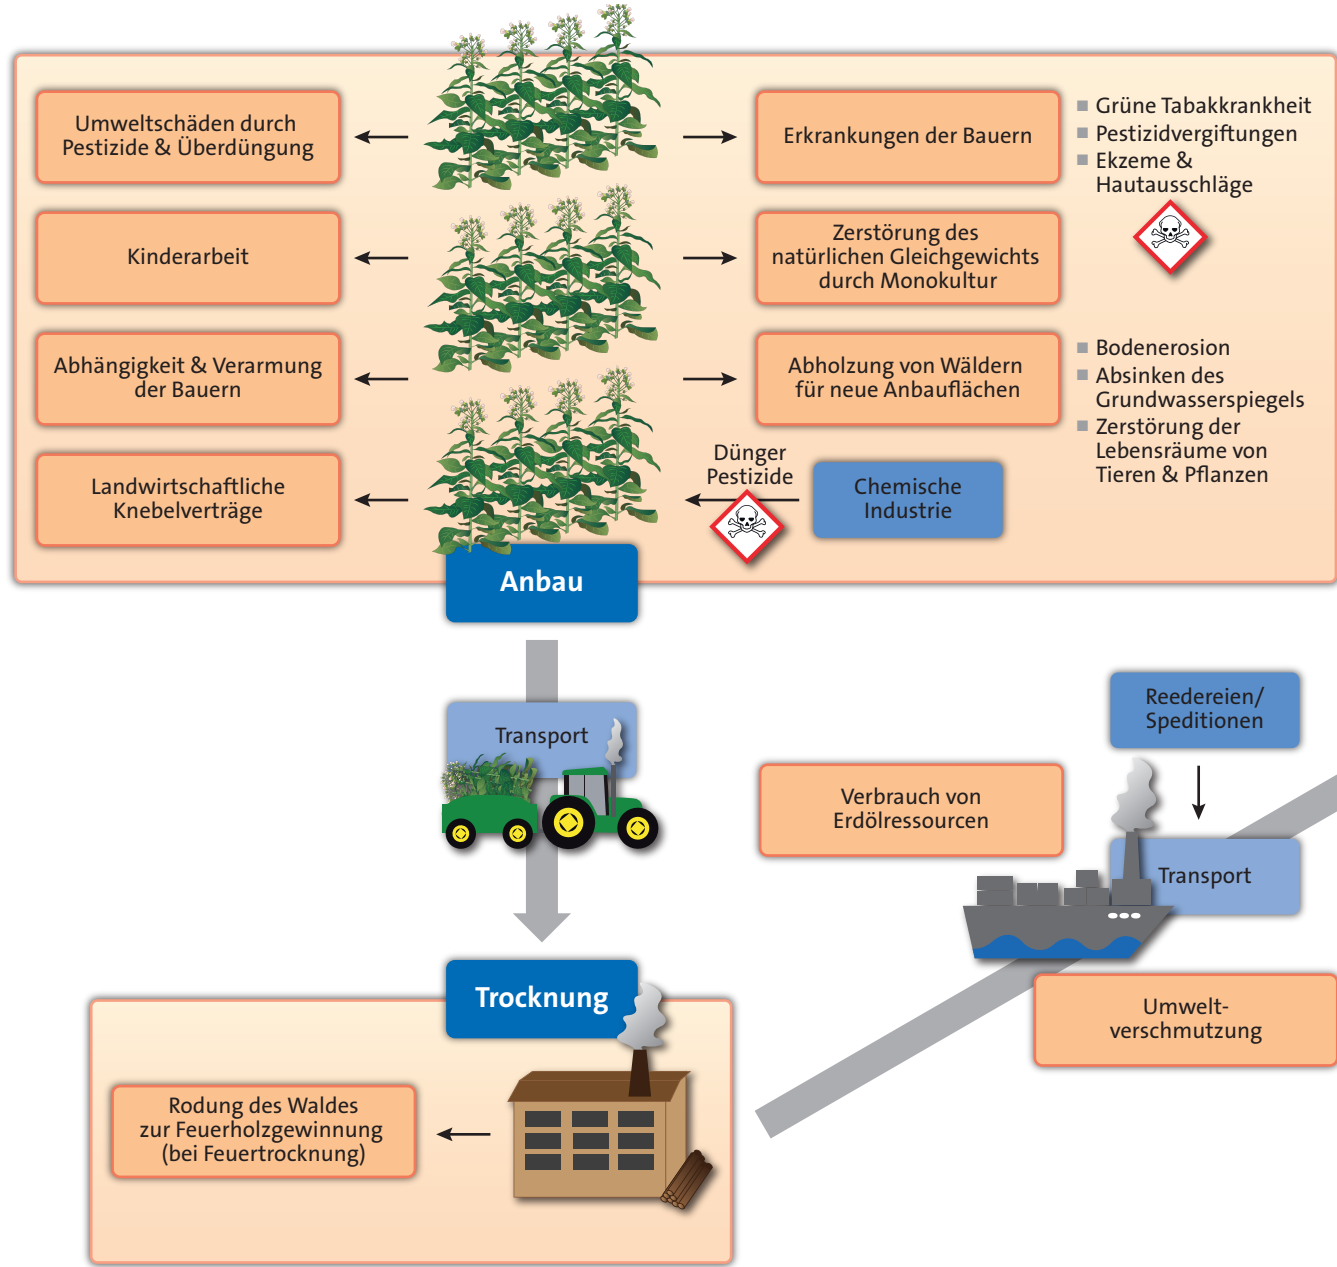 Umweltschäden durch
Pestizide & Überdüngung
Erkrankungen der Bauern
Grüne Tabakkrankheit
Pestizidvergiftungen
Ekzeme &
Hautausschläge
Kinderarbeit
Zerstörung des
natürlichen Gleichgewichts
durch Monokultur
Abhängigkeit & Verarmung
der Bauern
Abholzung von Wäldern
für neue Anbauflächen
Bodenerosion
Absinken des
Grundwasserspiegels
Zerstörung der
Lebensräume von
Tieren & Pflanzen
Landwirtschaftliche
Knebelverträge
Dünger
Pestizide
Chemische
Industrie
Anbau
Transport
Reedereien/
Speditionen
Verbrauch von
Erdölressourcen
Transport
Umwelt-
verschmutzung
Trocknung
Rodung des Waldes
zur Feuerholzgewinnung
(bei Feuertrocknung)